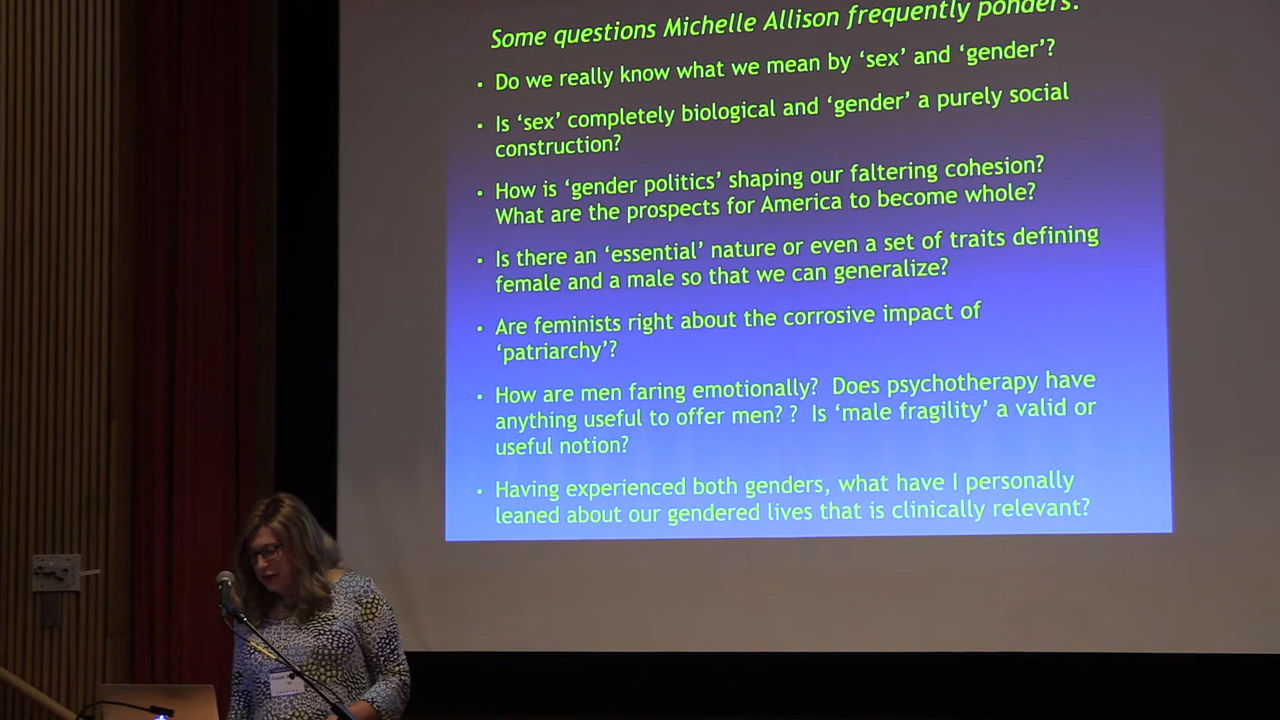 Some questions Michelle Allison frequently ponders:
• Do we really know what we mean by ‘sex’ and ‘gender’?
• Is ‘sex’ completely biological and ‘gender’ a purely social
construction?
• How is ‘gender politics’ shaping our faltering cohesion?
What are the prospects for America to become whole?
• Is there an ‘essential’ nature or even a set of traits defining
female and a male so that we can generalize?
• Are feminists right about the corrosive impact of
‘patriarchy’?
• How are men faring emotionally?  Does psychotherapy have
anything useful to offer men? ?  Is ‘male fragility’ a valid or
useful notion?
• Having experienced both genders, what have I personally
leaned about our gendered lives that is clinically relevant?